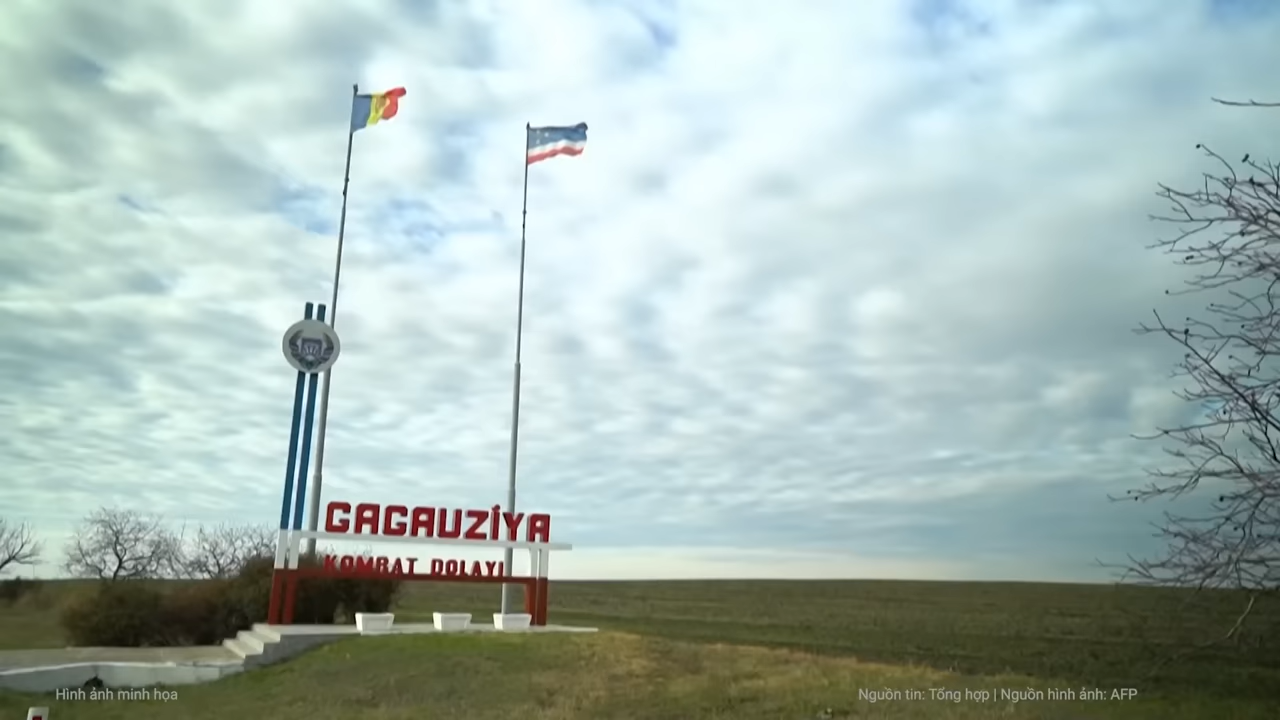 GAGAUZİYA
KOMRAT DOLAYI
Hình ảnh minh họa
Nguồn tin: Tổng hợp | Nguồn hình ảnh: AFP